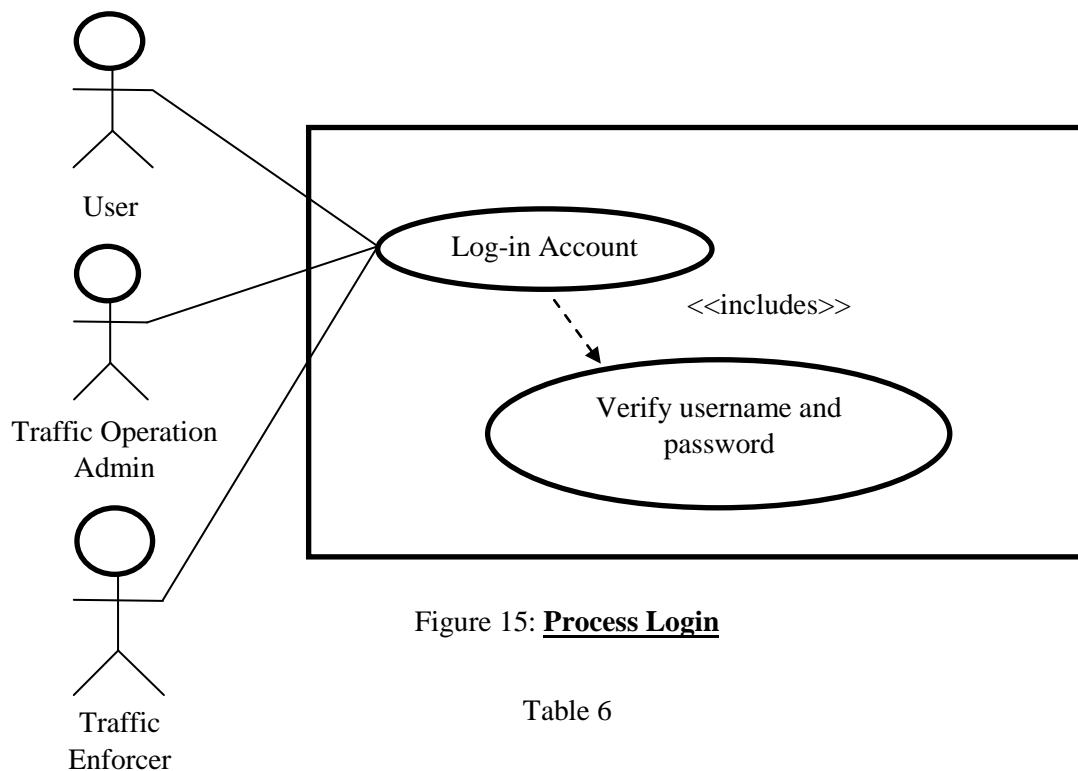 User
Log-in Account
<<includes>>
Verify username and
password
Traffic Operation
Admin
Figure 15: Process Login
Table 6
Traffic
Enforcer